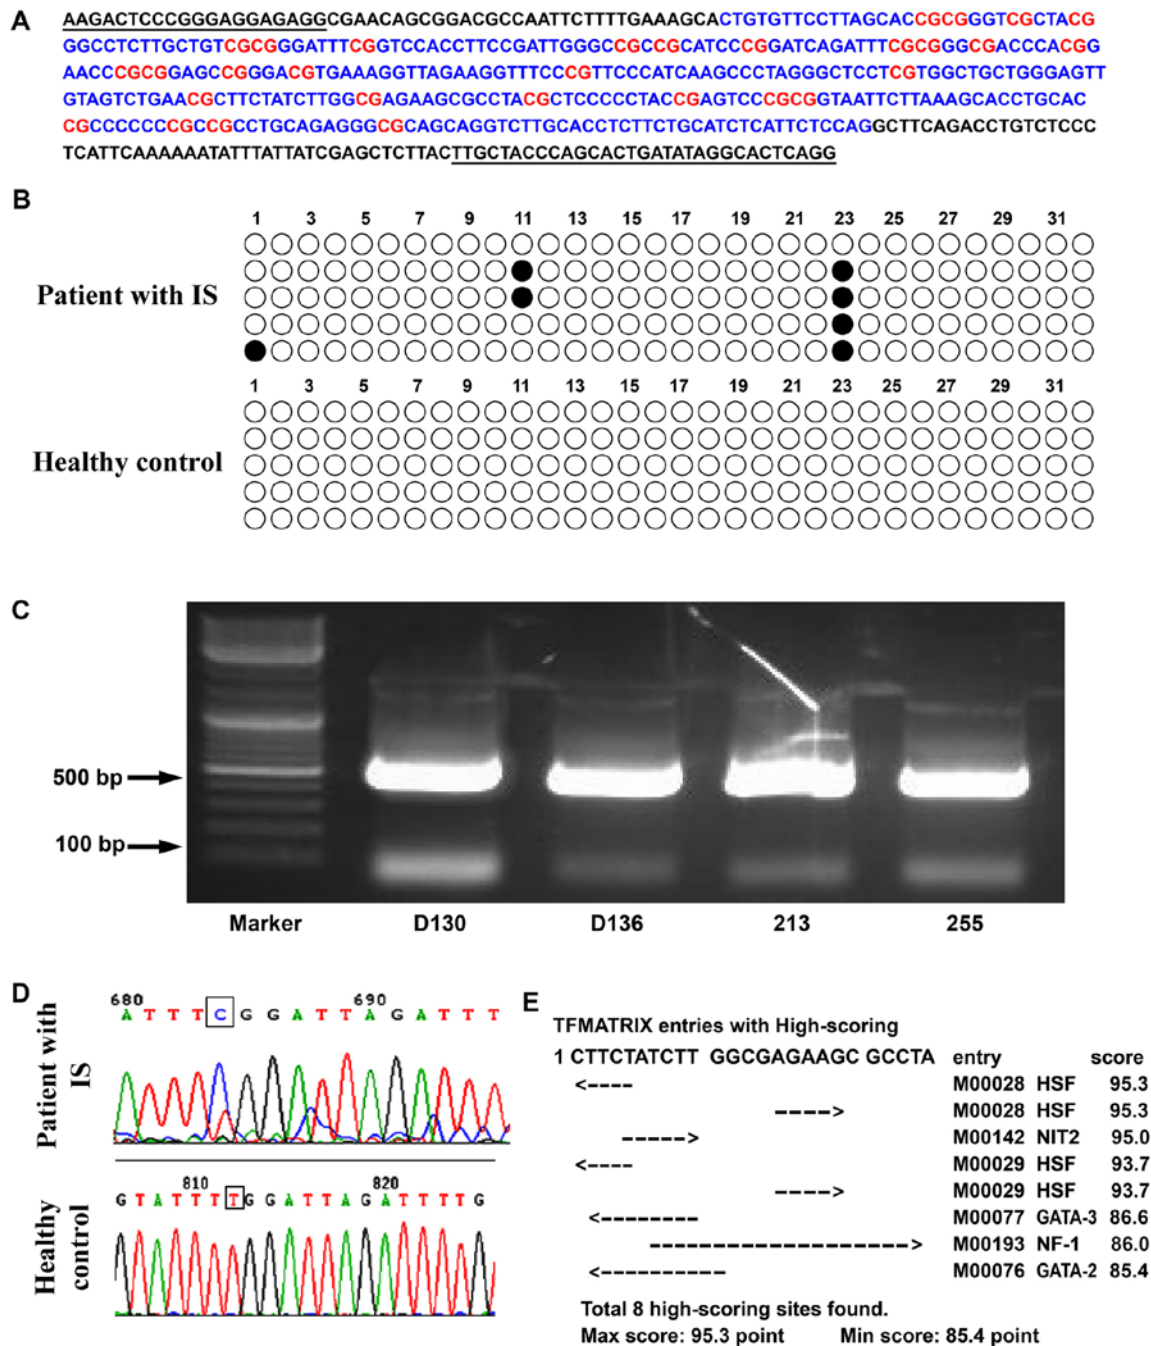 A
AAGACTCCCGGGAGGAGAGGCGAACAGCGGACGCCAATTCTTTTGAAAGCACTGTGTTCCTTAGCACCGCGGGTCGCTACG
GGCCTCTTGCTGTCGCGGGATTTCGGTCCACCTTCCGATTGGGCCGCCGCATCCCGGATCAGATTTCGCGGGCGACCCACGG
AACCCGCGGAGCCGGGACGTGAAAGGTTAGAAGGTTTCCCGTTCCCATCAAGCCCTAGGGCTCCTCGTGGCTGCTGGGAGTT
GTAGTCTGAACGCTTCTATCTTGGCGAGAAGCGCCTACGCTCCCCCTACCGAGTCCCGCGGTAATTCTTAAAGCACCTGCAC
CGCCCCCCCGCCGCCTGCAGAGGGCGCAGCAGGTCTTGCACCTCTTCTGCATCTCATTCTCCAGGCTTCAGACCTGTCTCCC
TCATTCAAAAAATATTTATTATCGAGCTCTTACTTGCTACCCAGCACTGATATAGGCACTCAGG
B
1 3 5 7 9 11 13 15 17 19 21 23 25 27 29 31
Patient with IS
1 3 5 7 9 11 13 15 17 19 21 23 25 27 29 31
Healthy control
C
500 bp
100 bp
Marker D130 D136 213 255
D
Patient with
IS
680 690
A T T T C G G A T T A G A T T T
Healthy
control
810 820
G T A T T T T G G A T T A G A T T T T G
E
TFMATRIX entries with High-scoring
1 CTTCTATCTT GGCGAGAAGC GCCTA entry score
<---- M00028 HSF 95.3
----> M00028 HSF 95.3
-----> M00142 NIT2 95.0
<---- M00029 HSF 93.7
----> M00029 HSF 93.7
<-------- M00077 GATA-3 86.6
------------------> M00193 NF-1 86.0
<---------- M00076 GATA-2 85.4
Total 8 high-scoring sites found.
Max score: 95.3 point Min score: 85.4 point